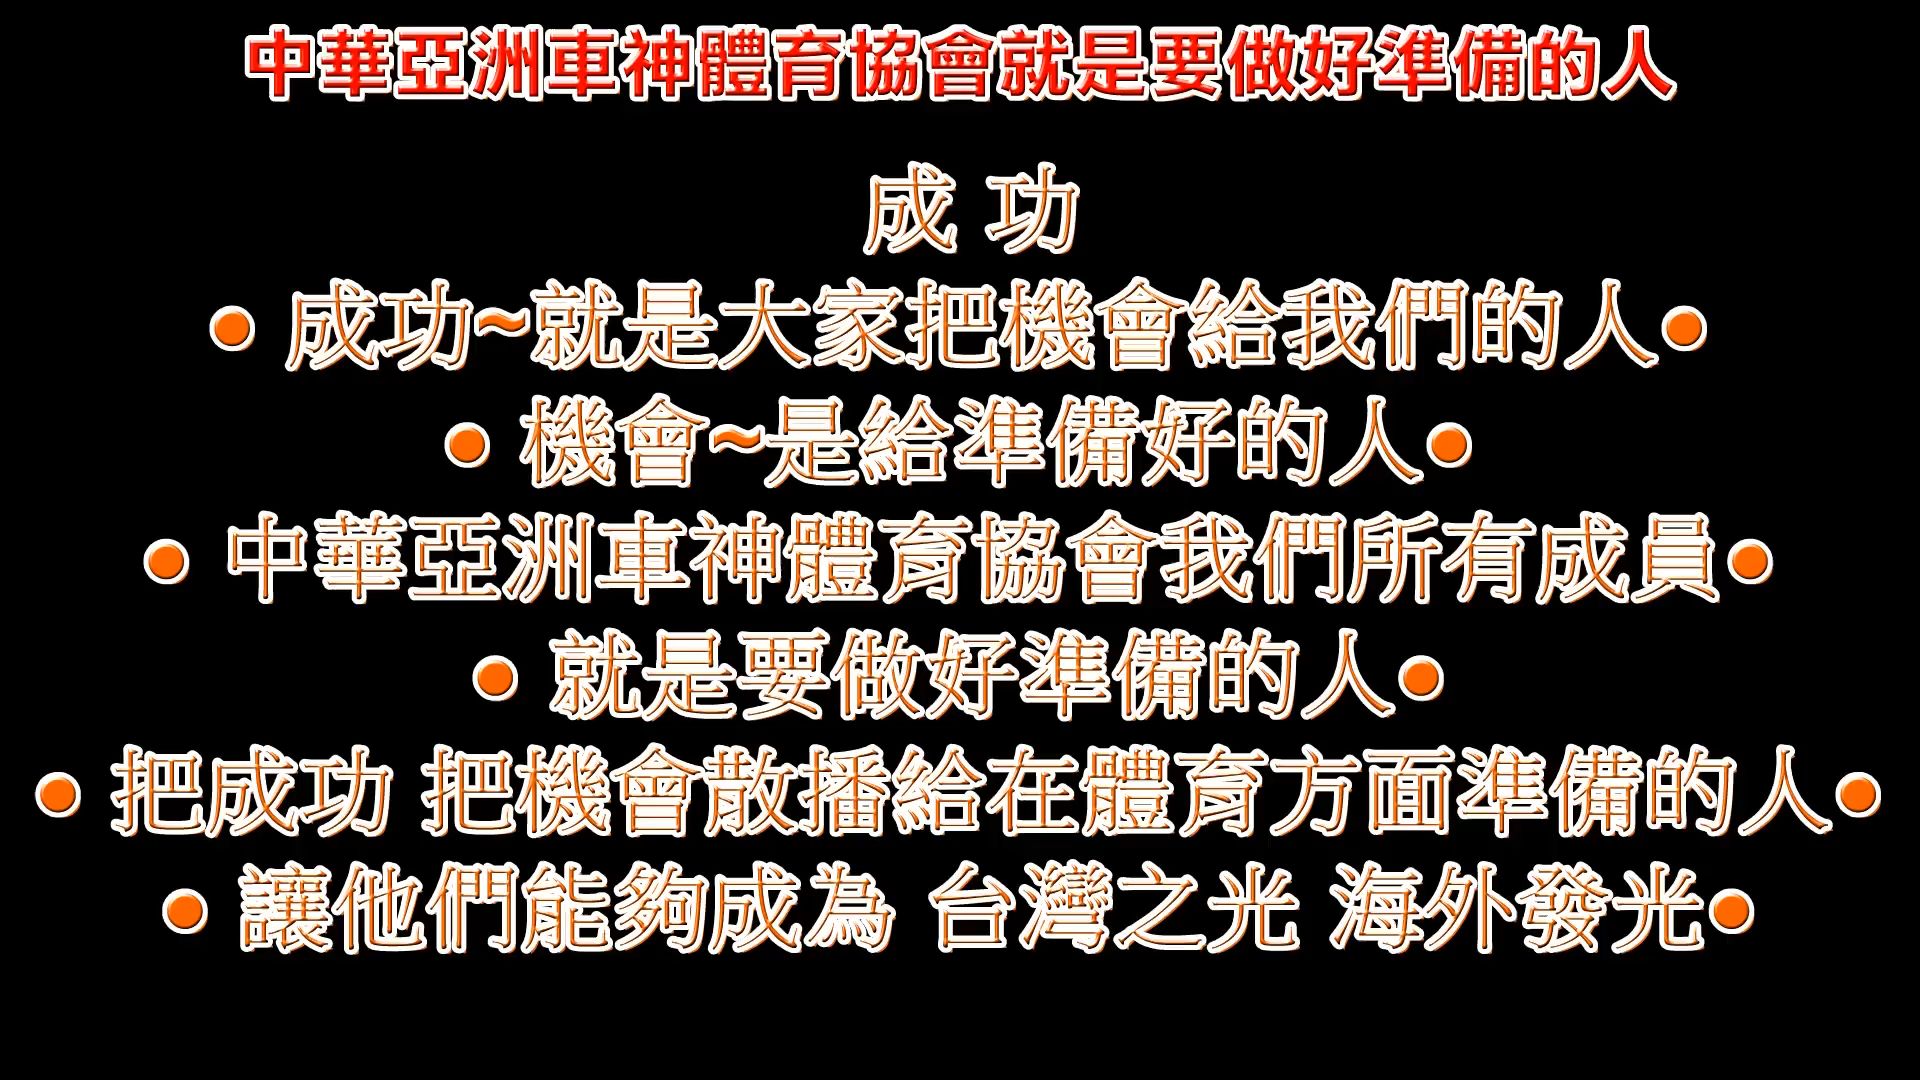 中華亞洲車神體育協會就是要做好準備的人
成 功
● 成功~就是大家把機會給我們的人●
● 機會~是給準備好的人●
● 中華亞洲車神體育協會我們所有成員●
● 就是要做好準備的人●
● 把成功 把機會散播給在體育方面準備的人●
● 讓他們能夠成為 台灣之光 海外發光●